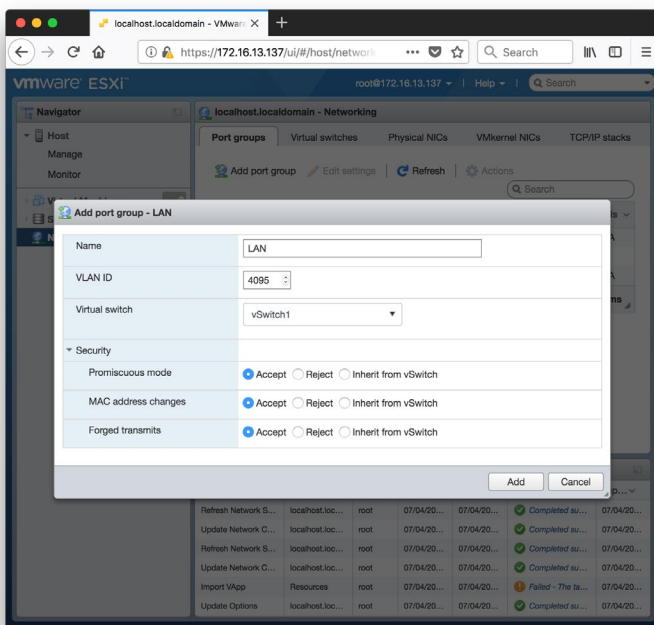 localhost.localdomain - VMwar
https://172.16.13.137/ui/#/host/network
Search
vmware ESXi™
root@172.16.13.137
Help
Search
Navigator
localhost.localdomain - Networking
Host
Manage
Monitor
Port groups Virtual switches Physical NICs VMkernel NICs TCP/IP stacks
Add port group Edit settings Refresh Actions
Search
Add port group - LAN
Name LAN
VLAN ID 4095
Virtual switch vSwitch1
Security
Promiscuous mode Accept Reject Inherit from vSwitch
MAC address changes Accept Reject Inherit from vSwitch
Forged transmits Accept Reject Inherit from vSwitch
Add Cancel
Refresh Network S... localhost.loc... root 07/04/20... 07/04/20... Completed su... 07/04/20...
Update Network C... localhost.loc... root 07/04/20... 07/04/20... Completed su... 07/04/20...
Refresh Network S... localhost.loc... root 07/04/20... 07/04/20... Completed su... 07/04/20...
Update Network C... localhost.loc... root 07/04/20... 07/04/20... Completed su... 07/04/20...
Import VApp Resources root 07/04/20... 07/04/20... Failed - The ta... 07/04/20...
Update Options localhost.loc... root 07/04/20... 07/04/20... Completed su... 07/04/20...